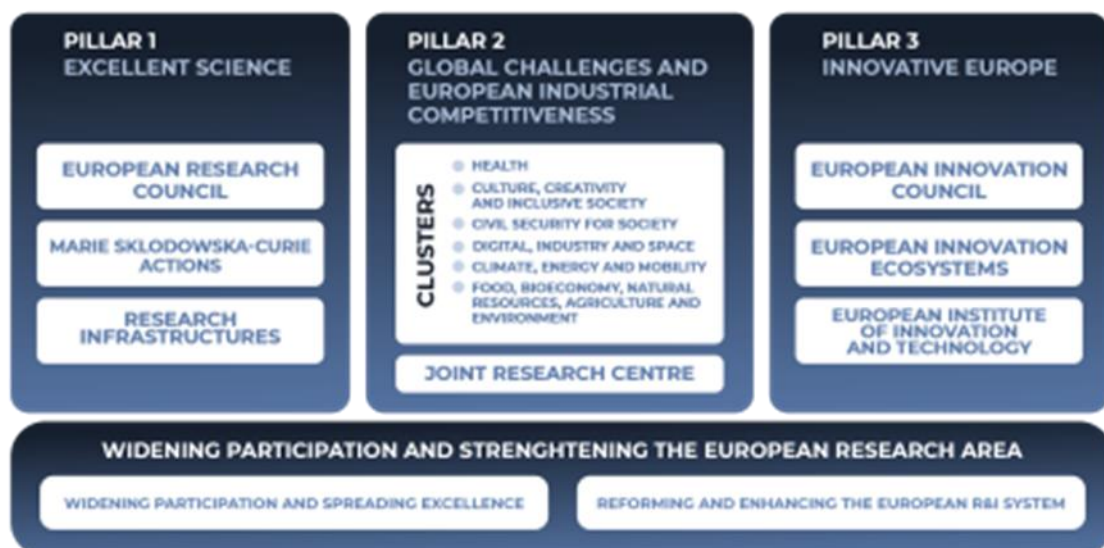 PILLAR 1
EXCELLENT SCIENCE
EUROPEAN RESEARCH
COUNCIL
MARIE SKLODOWSKA-CURIE
ACTIONS
RESEARCH
INFRASTRUCTURES
PILLAR 2
GLOBAL CHALLENGES AND
EUROPEAN INDUSTRIAL
COMPETITIVENESS
CLUSTERS
HEALTH
CULTURE, CREATIVITY
AND INCLUSIVE SOCIETY
CIVIL SECURITY FOR SOCIETY
DIGITAL, INDUSTRY AND SPACE
CLIMATE, ENERGY AND MOBILITY
FOOD, BIOECONOMY, NATURAL
RESOURCES, AGRICULTURE AND
ENVIRONMENT
JOINT RESEARCH CENTRE
PILLAR 3
INNOVATIVE EUROPE
EUROPEAN INNOVATION
COUNCIL
EUROPEAN INNOVATION
ECOSYSTEMS
EUROPEAN INSTITUTE
OF INNOVATION
AND TECHNOLOGY
WIDENING PARTICIPATION AND STRENGHTENING THE EUROPEAN RESEARCH AREA
WIDENING PARTICIPATION AND SPREADING EXCELLENCE
REFORMING AND ENHANCING THE EUROPEAN R&I SYSTEM